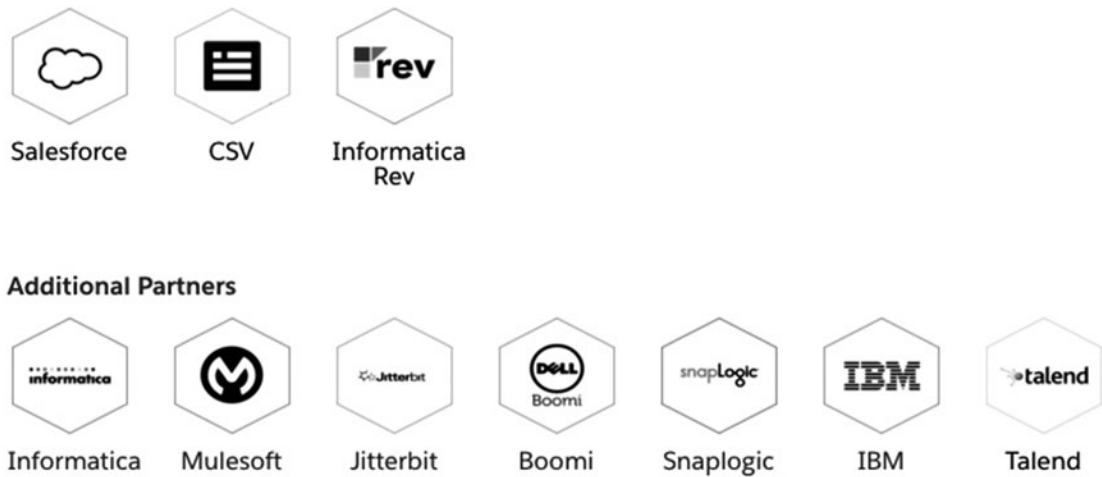 rev
Salesforce CSV Informatica
Rev
Additional Partners
informatica Jitterbit DELL snapLogic IBM talend
Boomi
Informatica Mulesoft Jitterbit Boomi Snaplogic IBM Talend